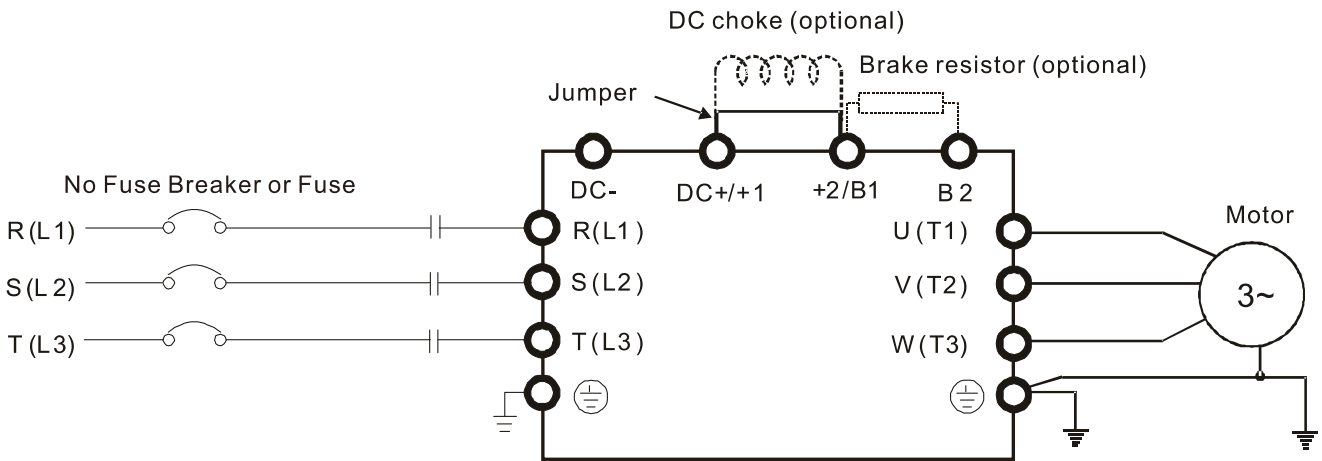 DC choke (optional)
Brake resistor (optional)
Jumper
No Fuse Breaker or Fuse
DC-
DC+/+1
+2/B1
B2
Motor
R(L1)
R(L1)
U(T1)
S(L2)
S(L2)
V(T2)
3~
T(L3)
T(L3)
W(T3)